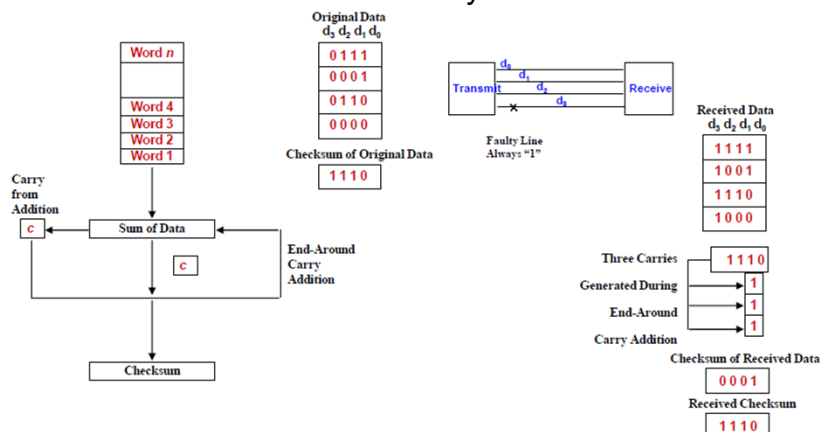 Word n
Word 4
Word 3
Word 2
Word 1
Carry
from
Addition
c
Sum of Data
c
End-Around
Carry
Addition
Checksum
Original Data
d3 d2 d1 d0
0111
0001
0110
0000
Checksum of Original Data
1110
Transmit
d0
d1
d2
d3
Receive
Faulty Line
Always “1”
Received Data
d3 d2 d1 d0
1111
1001
1110
1000
Three Carries
Generated During
End-Around
Carry Addition
1110
1
1
1
Checksum of Received Data
0001
Received Checksum
1110